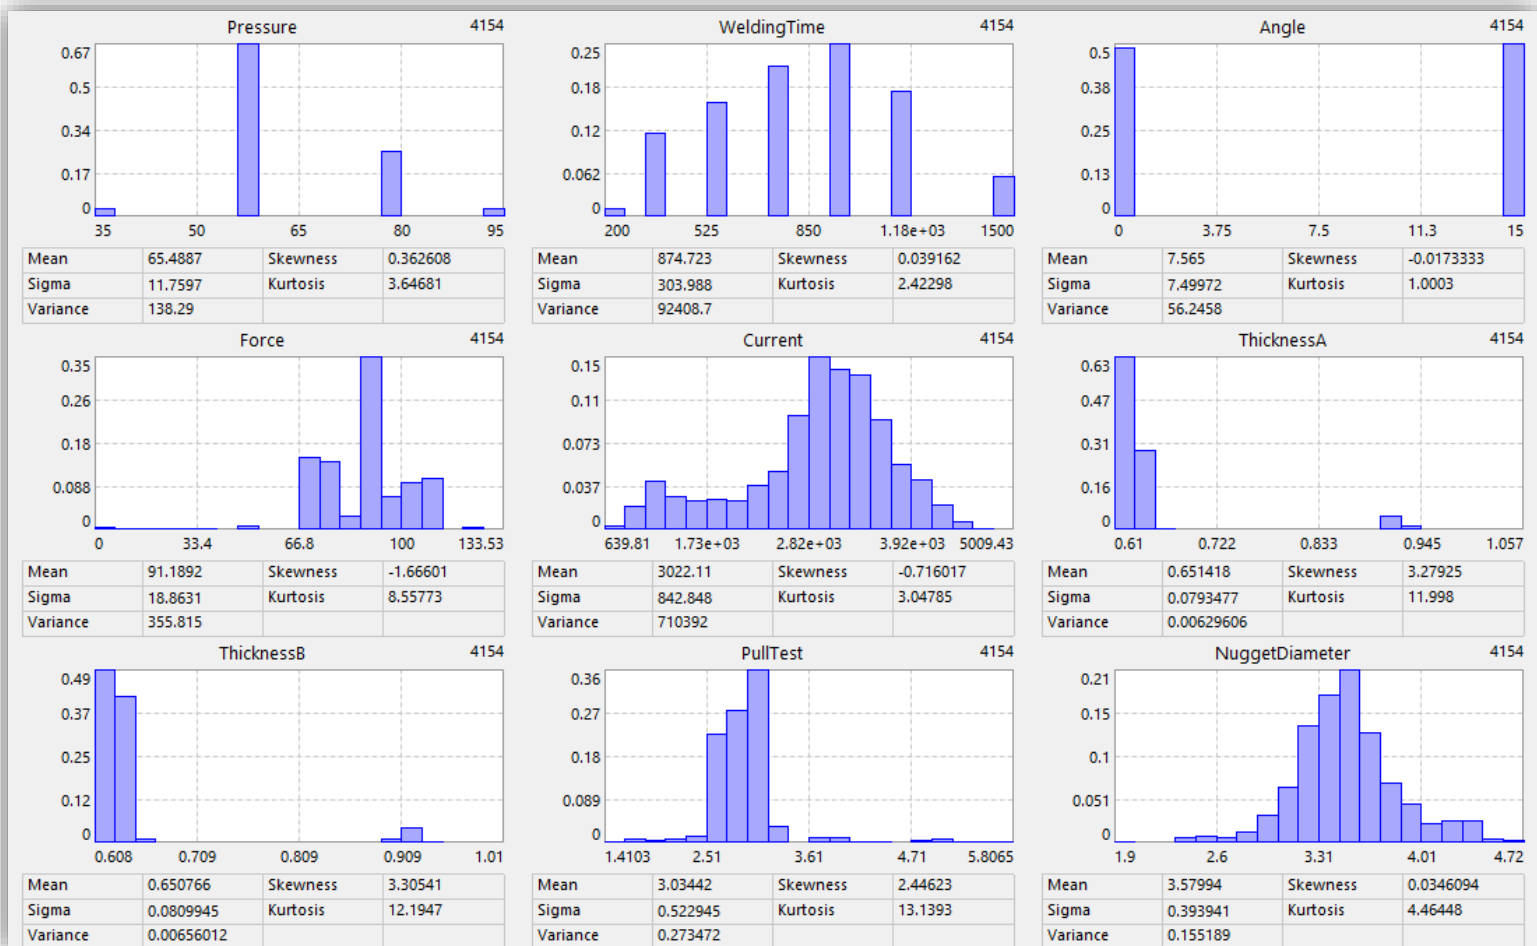 Pressure 4154 WeldingTime 4154 Angle 4154
0.67 0.25 0.5
0.5 0.18 0.38
0.34 0.12 0.25
0.17 0.062 0.13
0 0 0
35 50 65 80 95 200 525 850 1.18e+03 1500 0 3.75 7.5 11.3 15
Mean 65.4887 Skewness 0.362608 Mean 874.723 Skewness 0.039162 Mean 7.565 Skewness -0.0173333
Sigma 11.7597 Kurtosis 3.64681 Sigma 303.988 Kurtosis 2.42298 Sigma 7.49972 Kurtosis 1.0003
Variance 138.29 Variance 92408.7 Variance 56.2458
Force 4154 Current 4154 ThicknessA 4154
0.35 0.15 0.63
0.26 0.11 0.47
0.18 0.073 0.31
0.088 0.037 0.16
0 0 0
0 33.4 66.8 100 133.53 639.81 1.73e+03 2.82e+03 3.92e+03 5009.43 0.61 0.722 0.833 0.945 1.057
Mean 91.1892 Skewness -1.66601 Mean 3022.11 Skewness -0.716017 Mean 0.651418 Skewness 3.27925
Sigma 18.8631 Kurtosis 8.55773 Sigma 842.848 Kurtosis 3.04785 Sigma 0.0793477 Kurtosis 11.998
Variance 355.815 Variance 710392 Variance 0.00629606
ThicknessB 4154 PullTest 4154 NuggetDiameter 4154
0.49 0.36 0.21
0.37 0.27 0.15
0.25 0.18 0.1
0.12 0.089 0.051
0 0 0
0.608 0.709 0.809 0.909 1.01 1.4103 2.51 3.61 4.71 5.8065 1.9 2.6 3.31 4.01 4.72
Mean 0.650766 Skewness 3.30541 Mean 3.03442 Skewness 2.44623 Mean 3.57994 Skewness 0.0346094
Sigma 0.0809945 Kurtosis 12.1947 Sigma 0.522945 Kurtosis 13.1393 Sigma 0.393941 Kurtosis 4.46448
Variance 0.00656012 Variance 0.273472 Variance 0.155189